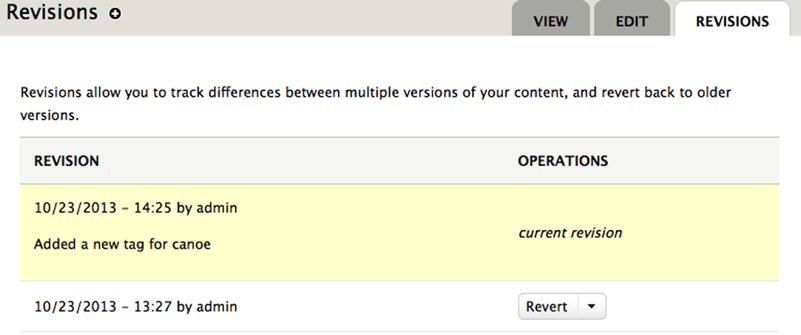 Revisions
VIEW
EDIT
REVISIONS
Revisions allow you to track differences between multiple versions of your content, and revert back to older
versions.
REVISION
OPERATIONS
10/23/2013 – 14:25 by admin
Added a new tag for canoe
current revision
10/23/2013 – 13:27 by admin
Revert